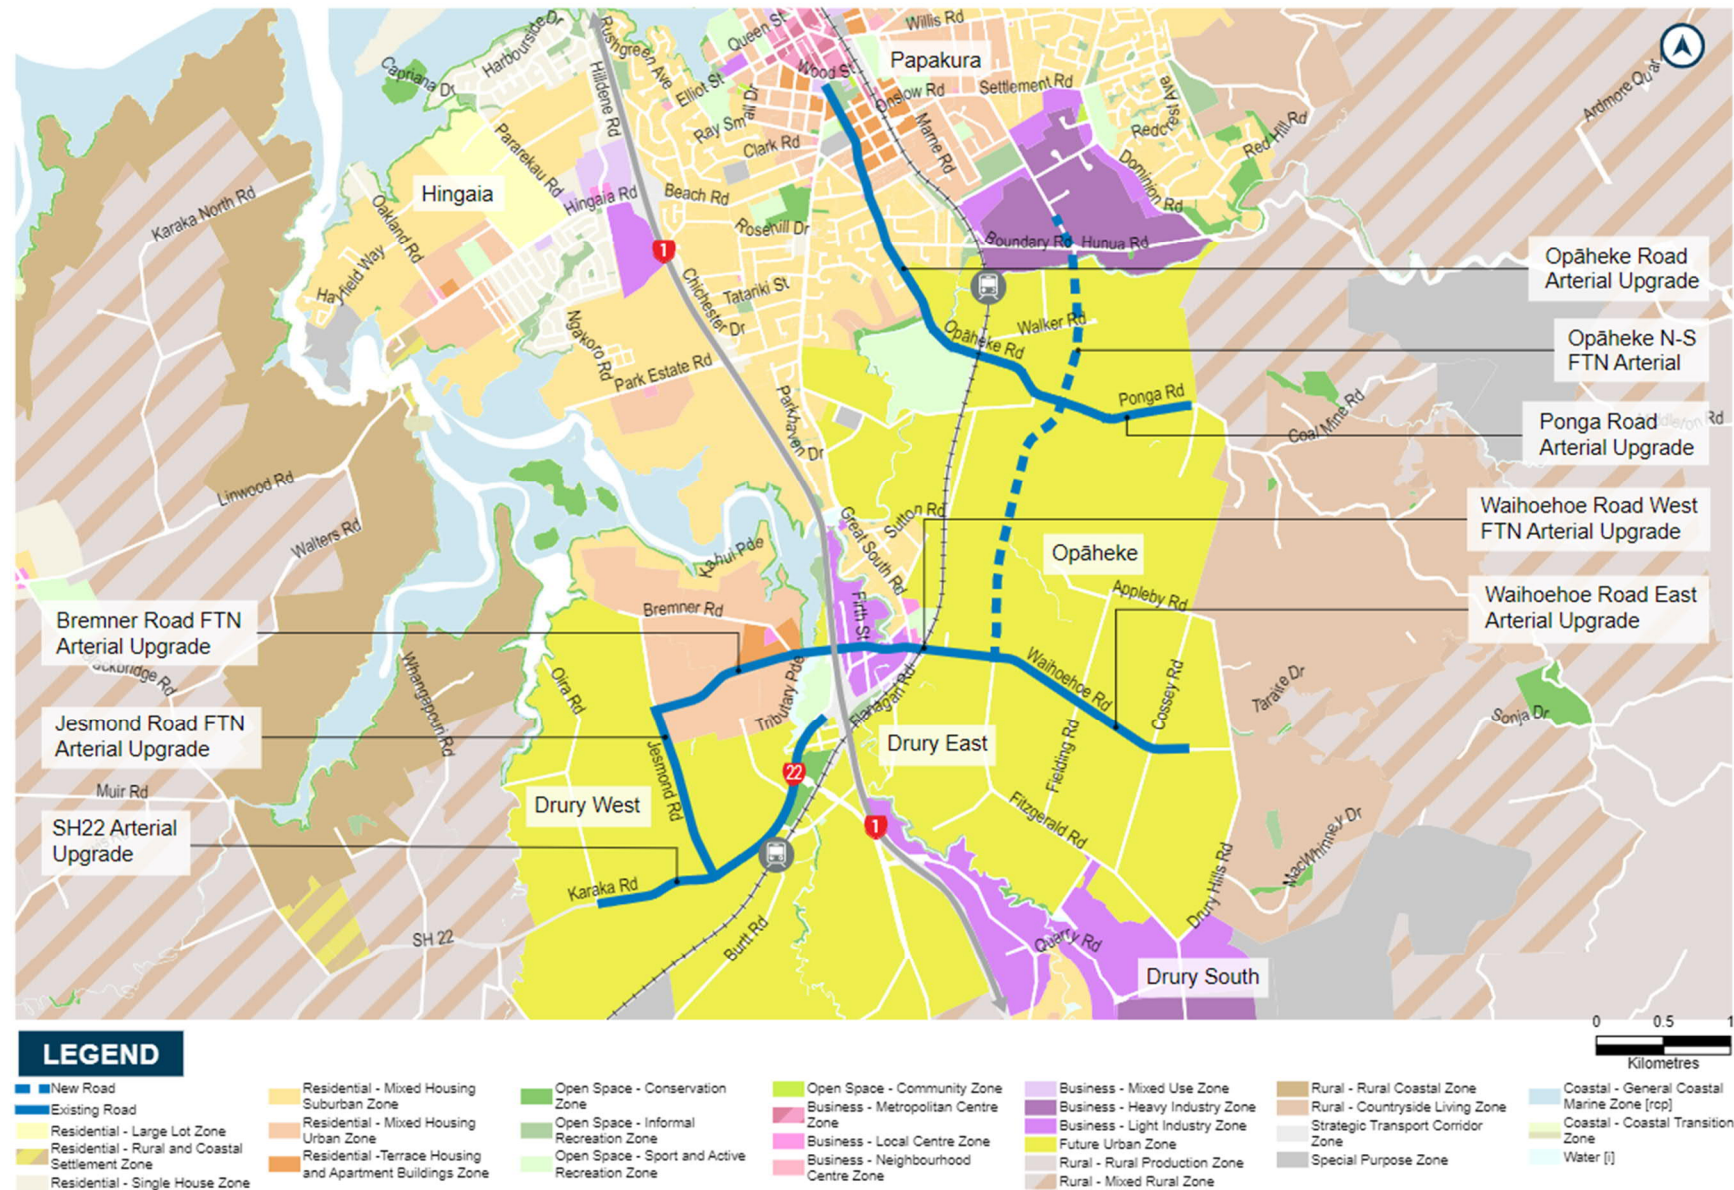 Harbourside Dr
Rushgreen Ave
Queen St
Willis Rd
Capriana Dr
Hilldene Rd
Elliot St
Wood St
Papakura
Onslow Rd
Settlement Rd
Ardmore Quar
Ray Small Dr
Pararekau Rd
Clark Rd
Marne Rd
Redcrest Ave
Red Hill Rd
Dominion Rd
Hingaia
Hingaia Rd
Beach Rd
Karaka North Rd
Oakland Rd
Rosehill Dr
Boundary Rd
Hunua Rd
1
Opāheke Road
Arterial Upgrade
Hayfield Way
Chichester Dr
Tatariki St
Walker Rd
Opāheke Rd
Opāheke N-S
FTN Arterial
Ngakoro Rd
Park Estate Rd
Parkhaven Dr
Ponga Rd
Coal Mine Rd
Rd
Ponga Road
Arterial Upgrade
Linwood Rd
Walters Rd
Great South Rd
Sutton Rd
Waihoehoe Road West
FTN Arterial Upgrade
Kahui Pde
Opāheke
Appleby Rd
Bremner Rd
Firth St
Waihoehoe Road East
Arterial Upgrade
Bremner Road FTN
Arterial Upgrade
ckbridge Rd
Whangapouri Rd
Oira Rd
Tributary Pde
Flanagan Rd
Waihoehoe Rd
Cossey Rd
Taraire Dr
Sonja Dr
Jesmond Road FTN
Arterial Upgrade
Jesmond Rd
Drury East
Fielding Rd
22
Muir Rd
Drury West
Fitzgerald Rd
MacWhinney Dr
SH22 Arterial
Upgrade
1
Karaka Rd
Drury Hills Rd
SH 22
Burtt Rd
Quarry Rd
Drury South
0 0.5 1
Kilometres
LEGEND
New Road
Existing Road
Residential - Large Lot Zone
Residential - Rural and Coastal
Settlement Zone
Residential - Single House Zone
Residential - Mixed Housing
Suburban Zone
Residential - Mixed Housing
Urban Zone
Residential -Terrace Housing
and Apartment Buildings Zone
Open Space - Conservation
Zone
Open Space - Informal
Recreation Zone
Open Space - Sport and Active
Recreation Zone
Open Space - Community Zone
Business - Metropolitan Centre
Zone
Business - Local Centre Zone
Business - Neighbourhood
Centre Zone
Business - Mixed Use Zone
Business - Heavy Industry Zone
Business - Light Industry Zone
Future Urban Zone
Rural - Rural Production Zone
Rural - Mixed Rural Zone
Rural - Rural Coastal Zone
Rural - Countryside Living Zone
Strategic Transport Corridor
Zone
Special Purpose Zone
Coastal - General Coastal
Marine Zone [rcp]
Coastal - Coastal Transition
Zone
Water [i]